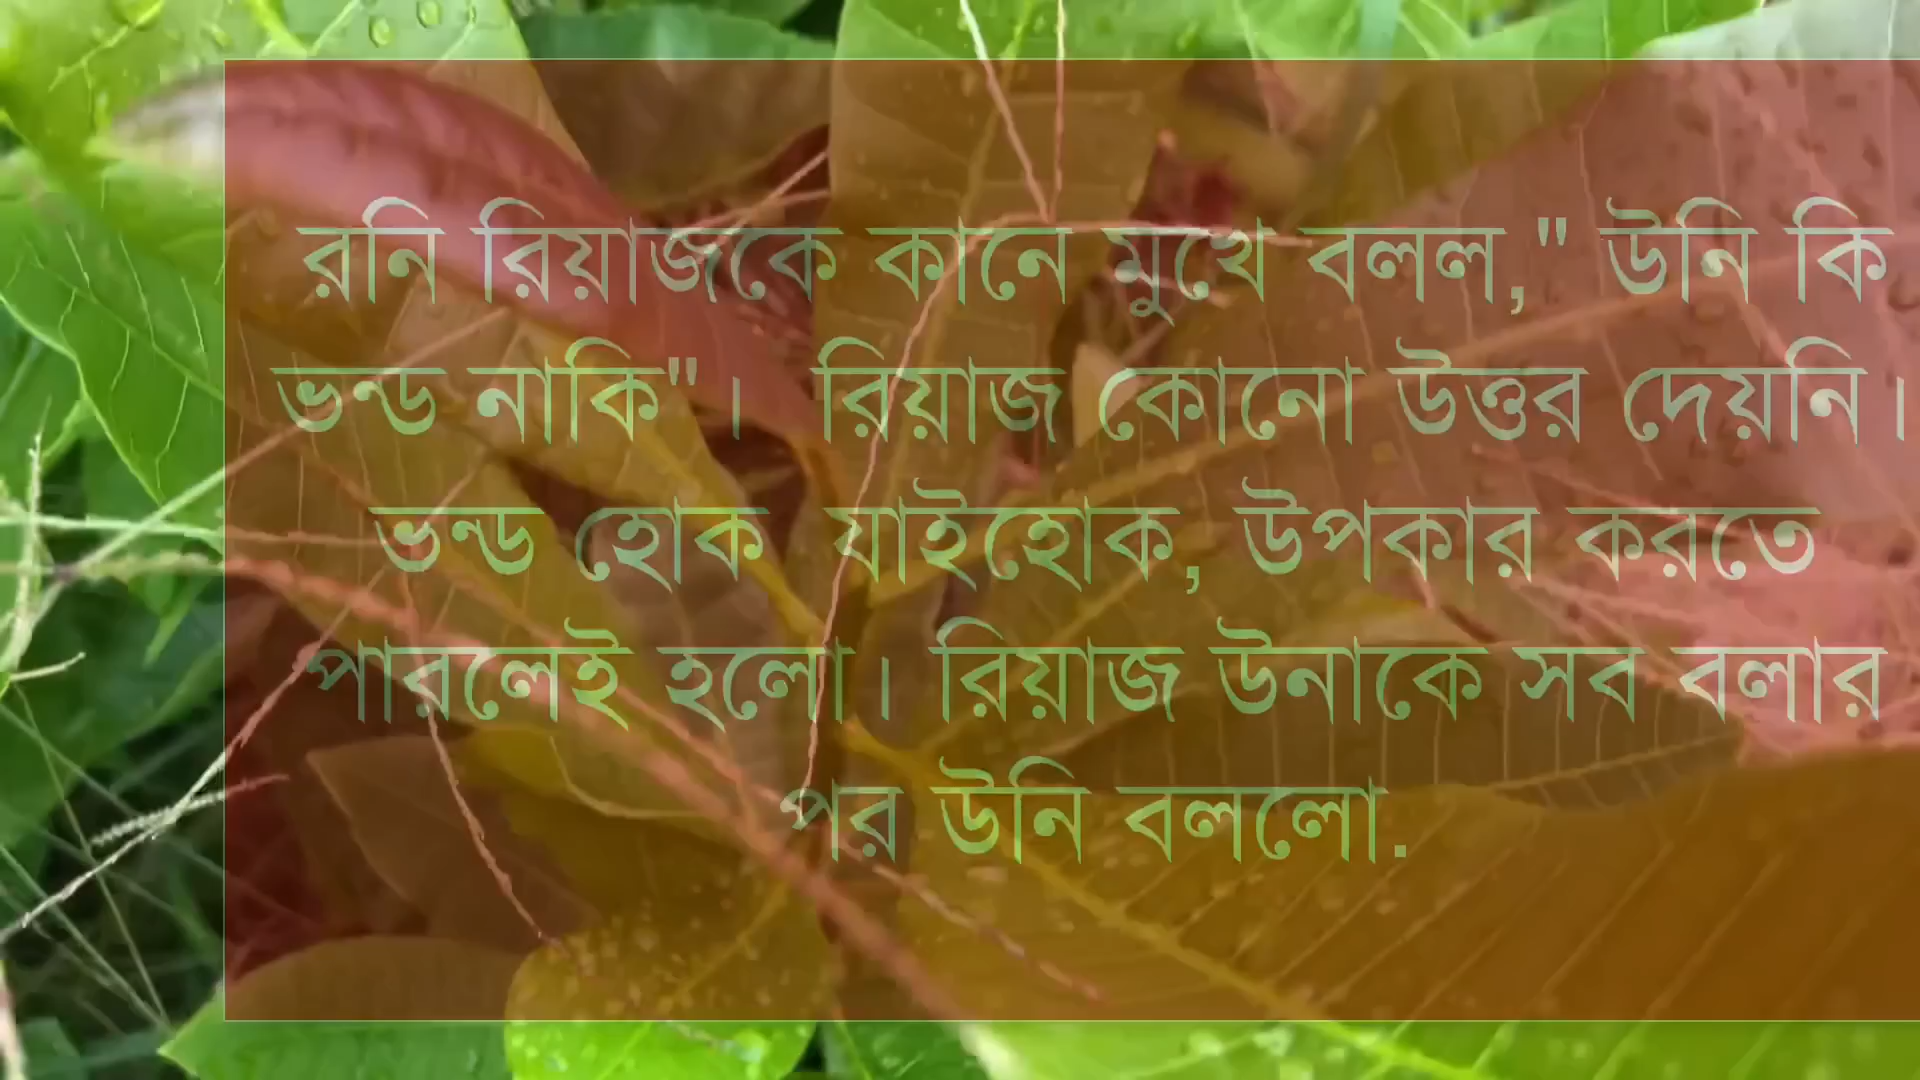 রনি রিয়াজকে কানে মুখে বলল," উনি কি
ভন্ড নাকি"। রিয়াজ কোনো উত্তর দেয়নি।
ভন্ড হোক যাইহোক, উপকার করতে
পারলেই হলো। রিয়াজ উনাকে সব বলার
পর উনি বললো.